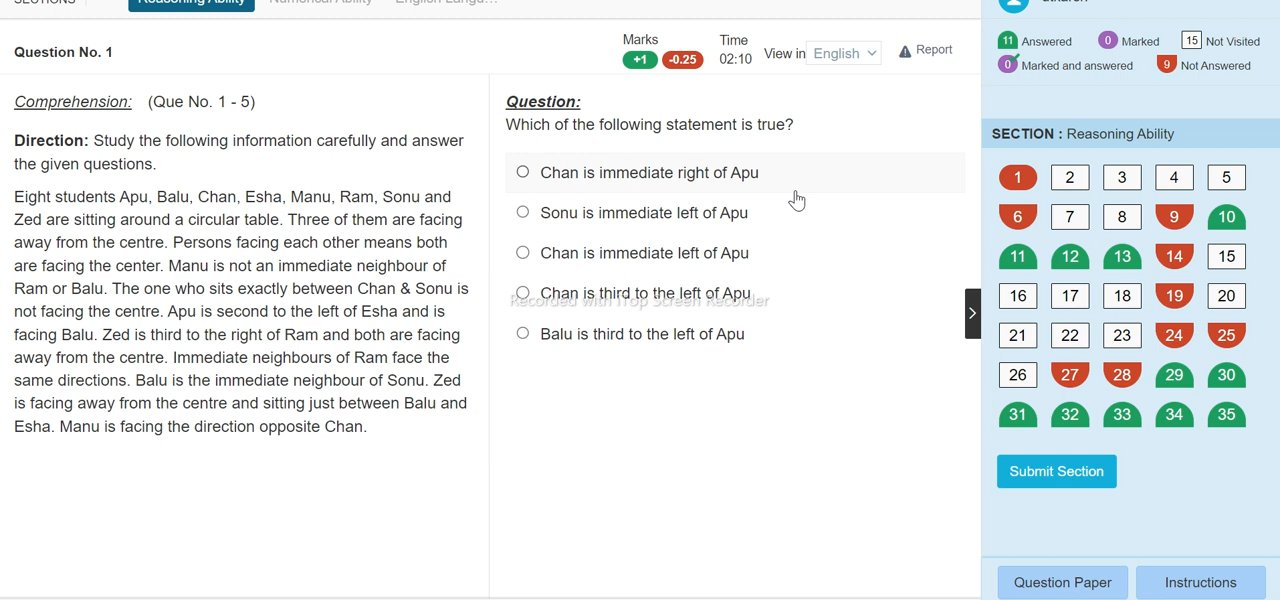 SECTIONS
Reasoning Ability
Numerical Ability
English Langu...
Question No. 1
Marks
+1
-0.25
Time
02:10
View in
English
Report
Comprehension: (Que No. 1 - 5)
Direction: Study the following information carefully and answer
the given questions.
Eight students Apu, Balu, Chan, Esha, Manu, Ram, Sonu and
Zed are sitting around a circular table. Three of them are facing
away from the centre. Persons facing each other means both
are facing the center. Manu is not an immediate neighbour of
Ram or Balu. The one who sits exactly between Chan & Sonu is
not facing the centre. Apu is second to the left of Esha and is
facing Balu. Zed is third to the right of Ram and both are facing
away from the centre. Immediate neighbours of Ram face the
same directions. Balu is the immediate neighbour of Sonu. Zed
is facing away from the centre and sitting just between Balu and
Esha. Manu is facing the direction opposite Chan.
Question:
Which of the following statement is true?
Chan is immediate right of Apu
Sonu is immediate left of Apu
Chan is immediate left of Apu
Chan is third to the left of Apu
Recorded with iTop Screen Recorder
Balu is third to the left of Apu
11 Answered
0 Marked
15 Not Visited
0 Marked and answered
9 Not Answered
SECTION : Reasoning Ability
1 2 3 4 5
6 7 8 9 10
11 12 13 14 15
16 17 18 19 20
21 22 23 24 25
26 27 28 29 30
31 32 33 34 35
Submit Section
Question Paper
Instructions